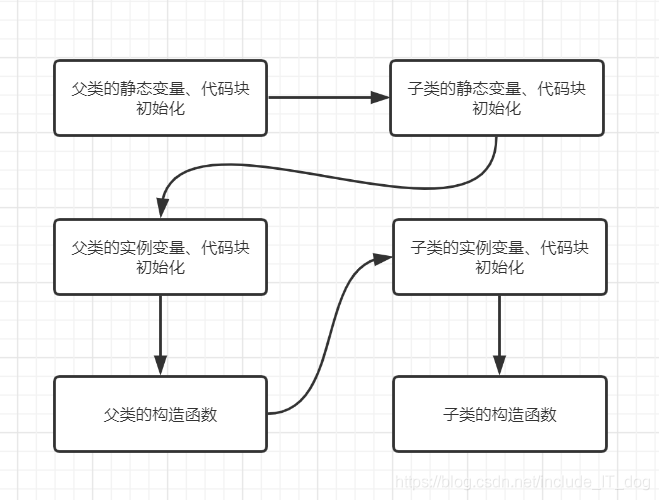 父类的静态变量、代码块
初始化
子类的静态变量、代码块
初始化
父类的实例变量、代码块
初始化
子类的实例变量、代码块
初始化
父类的构造函数
子类的构造函数
https://blog.csdn.net/include_IT_dog